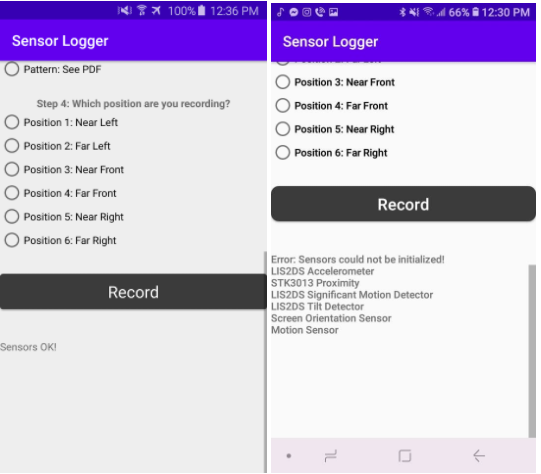 100% 12:36 PM
Sensor Logger
Pattern: See PDF
Step 4: Which position are you recording?
Position 1: Near Left
Position 2: Far Left
Position 3: Near Front
Position 4: Far Front
Position 5: Near Right
Position 6: Far Right
Record
Sensors OK!
66% 12:30 PM
Sensor Logger
Position 3: Near Front
Position 4: Far Front
Position 5: Near Right
Position 6: Far Right
Record
Error: Sensors could not be initialized!
LIS2DS Accelerometer
STK3013 Proximity
LIS2DS Significant Motion Detector
LIS2DS Tilt Detector
Screen Orientation Sensor
Motion Sensor